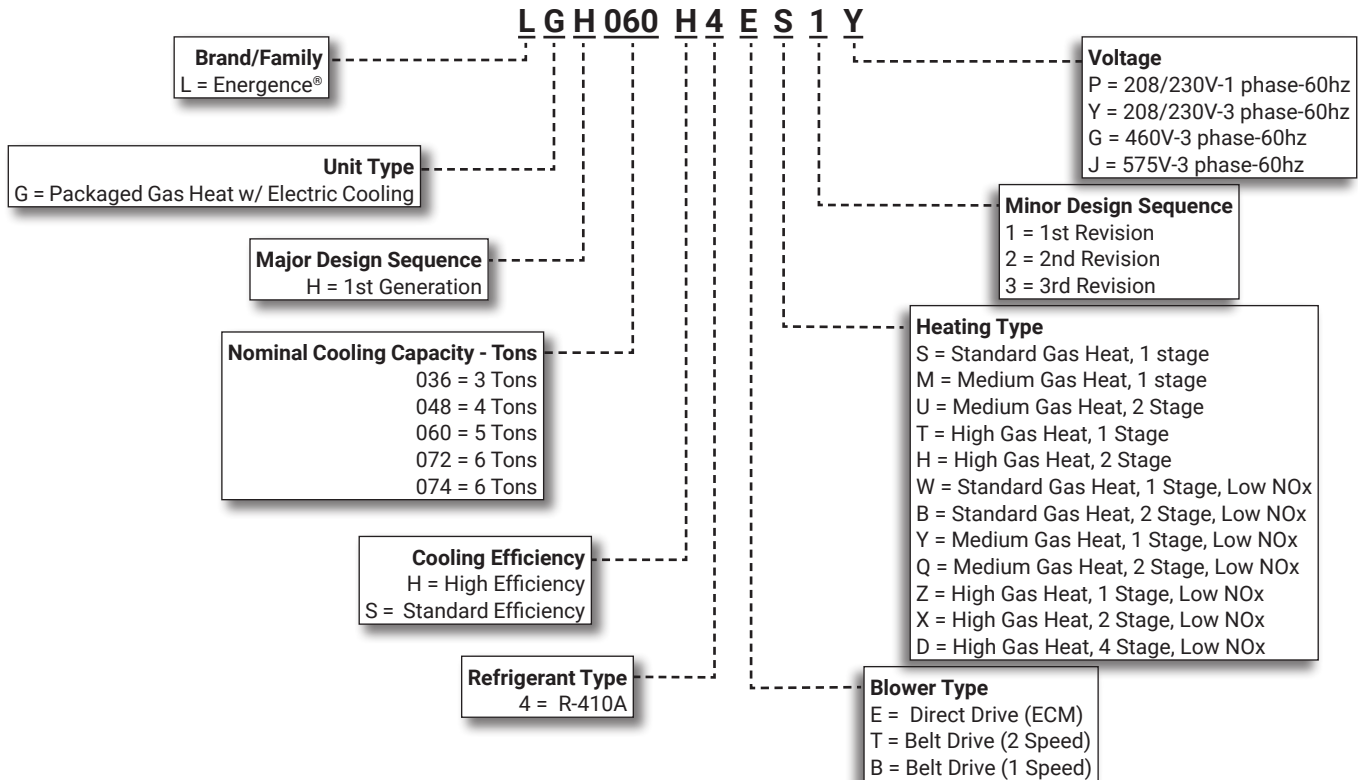 L G H 060 H 4 E S 1 Y
Brand/Family
L = Energence®
Unit Type
G = Packaged Gas Heat w/ Electric Cooling
Major Design Sequence
H = 1st Generation
Nominal Cooling Capacity - Tons
036 = 3 Tons
048 = 4 Tons
060 = 5 Tons
072 = 6 Tons
074 = 6 Tons
Cooling Efficiency
H = High Efficiency
S = Standard Efficiency
Refrigerant Type
4 = R-410A
Voltage
P = 208/230V-1 phase-60hz
Y = 208/230V-3 phase-60hz
G = 460V-3 phase-60hz
J = 575V-3 phase-60hz
Minor Design Sequence
1 = 1st Revision
2 = 2nd Revision
3 = 3rd Revision
Heating Type
S = Standard Gas Heat, 1 stage
M = Medium Gas Heat, 1 stage
U = Medium Gas Heat, 2 Stage
T = High Gas Heat, 1 Stage
H = High Gas Heat, 2 Stage
W = Standard Gas Heat, 1 Stage, Low NOx
B = Standard Gas Heat, 2 Stage, Low NOx
Y = Medium Gas Heat, 1 Stage, Low NOx
Q = Medium Gas Heat, 2 Stage, Low NOx
Z = High Gas Heat, 1 Stage, Low NOx
X = High Gas Heat, 2 Stage, Low NOx
D = High Gas Heat, 4 Stage, Low NOx
Blower Type
E = Direct Drive (ECM)
T = Belt Drive (2 Speed)
B = Belt Drive (1 Speed)